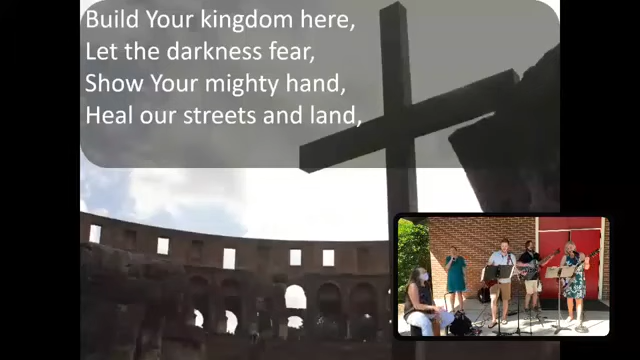 Build Your kingdom here,
Let the darkness fear,
Show Your mighty hand,
Heal our streets and land,